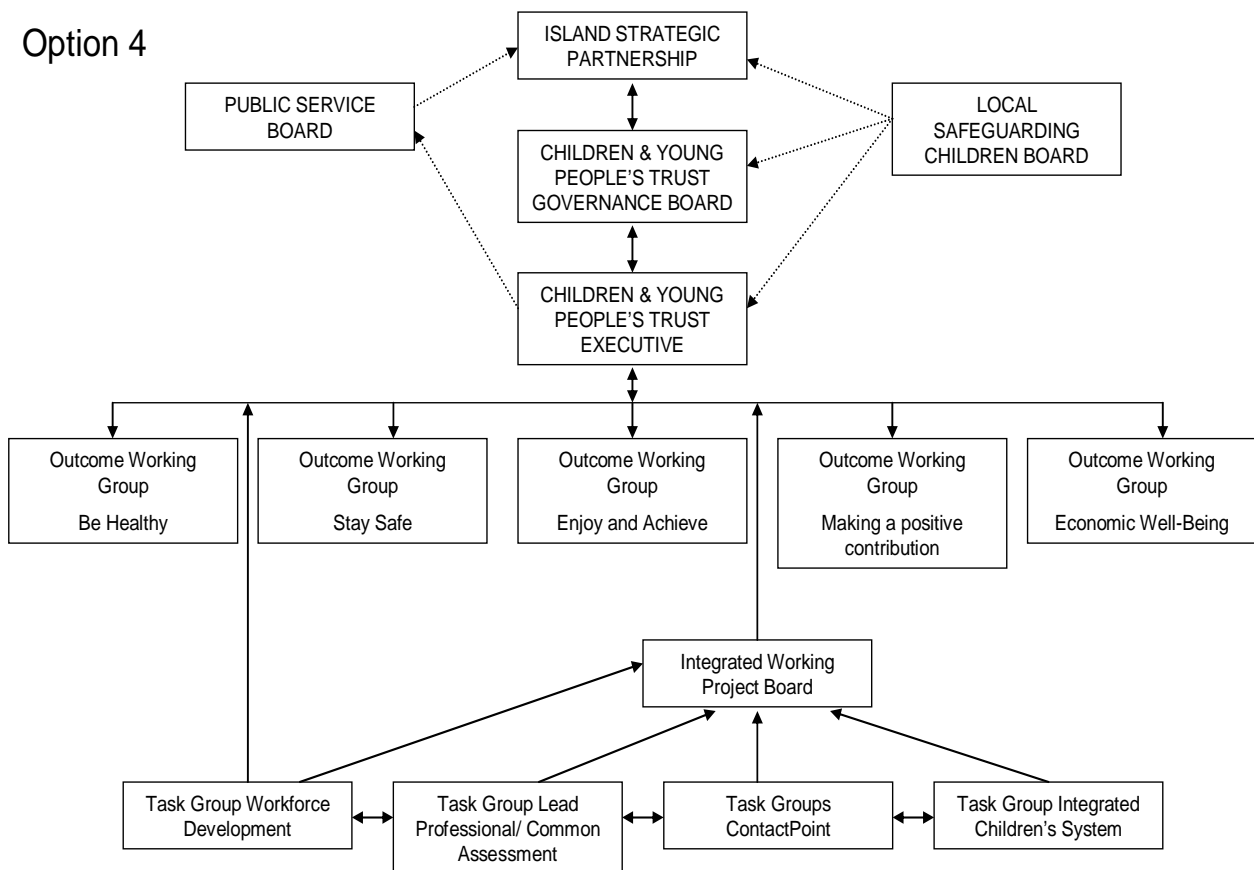 Option 4
ISLAND STRATEGIC
PARTNERSHIP
PUBLIC SERVICE
BOARD
LOCAL
SAFEGUARDING
CHILDREN BOARD
CHILDREN & YOUNG
PEOPLE'S TRUST
GOVERNANCE BOARD
CHILDREN & YOUNG
PEOPLE'S TRUST
EXECUTIVE
Outcome Working
Group
Be Healthy
Outcome Working
Group
Stay Safe
Outcome Working
Group
Enjoy and Achieve
Outcome Working
Group
Making a positive
contribution
Outcome Working
Group
Economic Well-Being
Integrated Working
Project Board
Task Group Workforce
Development
Task Group Lead
Professional/ Common
Assessment
Task Groups
ContactPoint
Task Group Integrated
Children's System